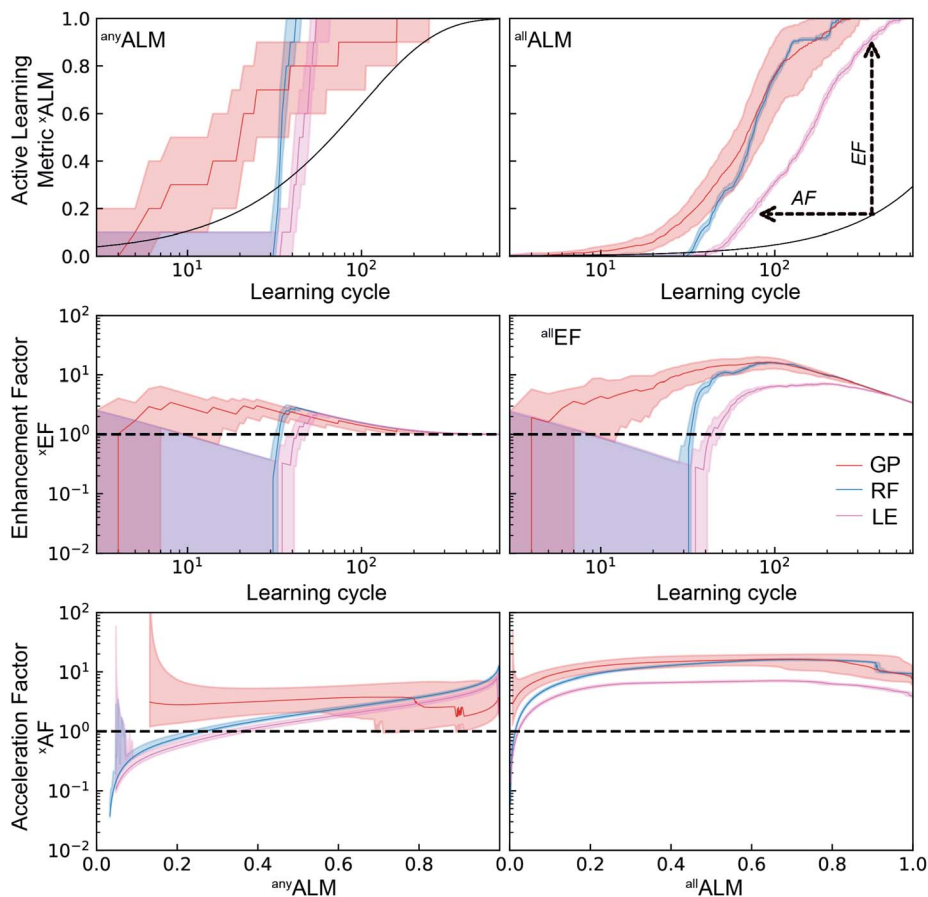 Active Learning
Metric ˣALM
1.0
0.8
0.6
0.4
0.2
0.0
ᵃⁿʸALM
10¹
10²
Learning cycle
ᵃˡˡALM
EF
AF
10¹
10²
Learning cycle
Enhancement Factor
ˣEF
10²
10¹
10⁰
10⁻¹
10⁻²
10¹
10²
Learning cycle
ᵃˡˡEF
GP
RF
LE
10¹
10²
Learning cycle
Acceleration Factor
ˣAF
10²
10¹
10⁰
10⁻¹
10⁻²
0.0 0.2 0.4 0.6 0.8
ᵃⁿʸALM
0.0 0.2 0.4 0.6 0.8 1.0
ᵃˡˡALM